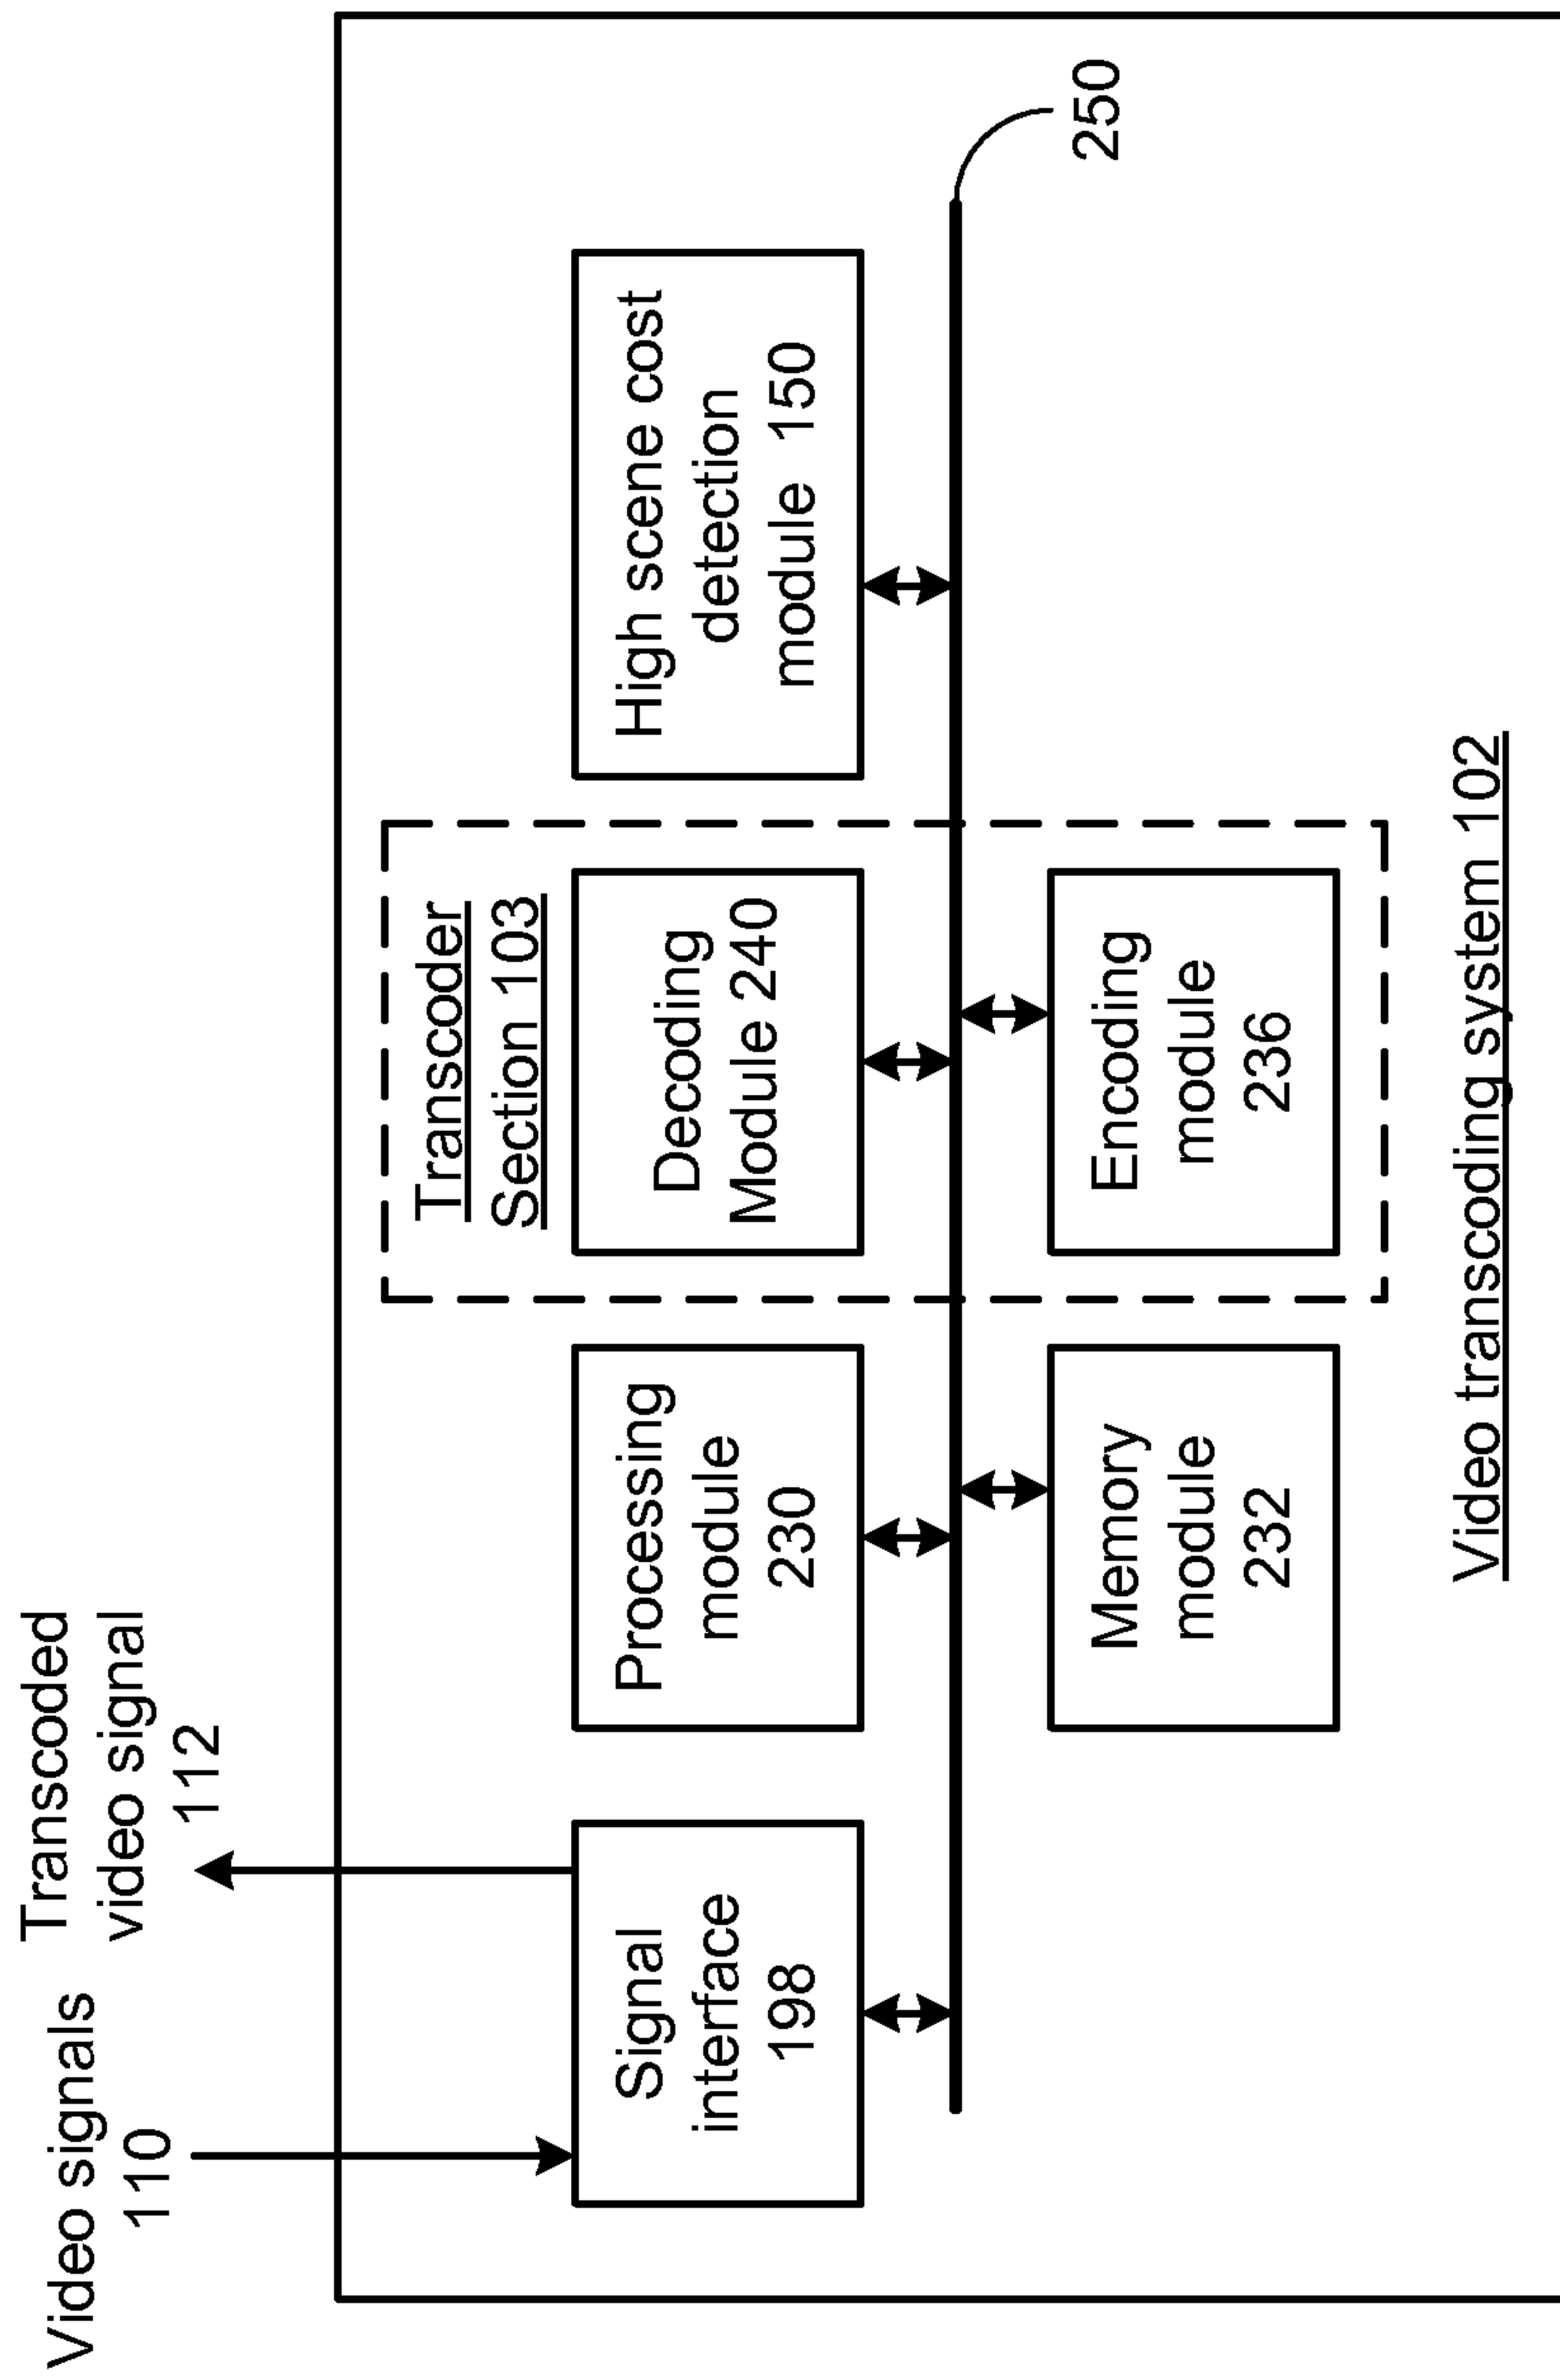 Video signals
110
Transcoded
video signal
112
Signal
interface
198
Processing
module
230
Transcoder
Section 103
Decoding
Module 240
High scene cost
detection
module 150
250
Memory
module
232
Encoding
module
236
Video transcoding system 102